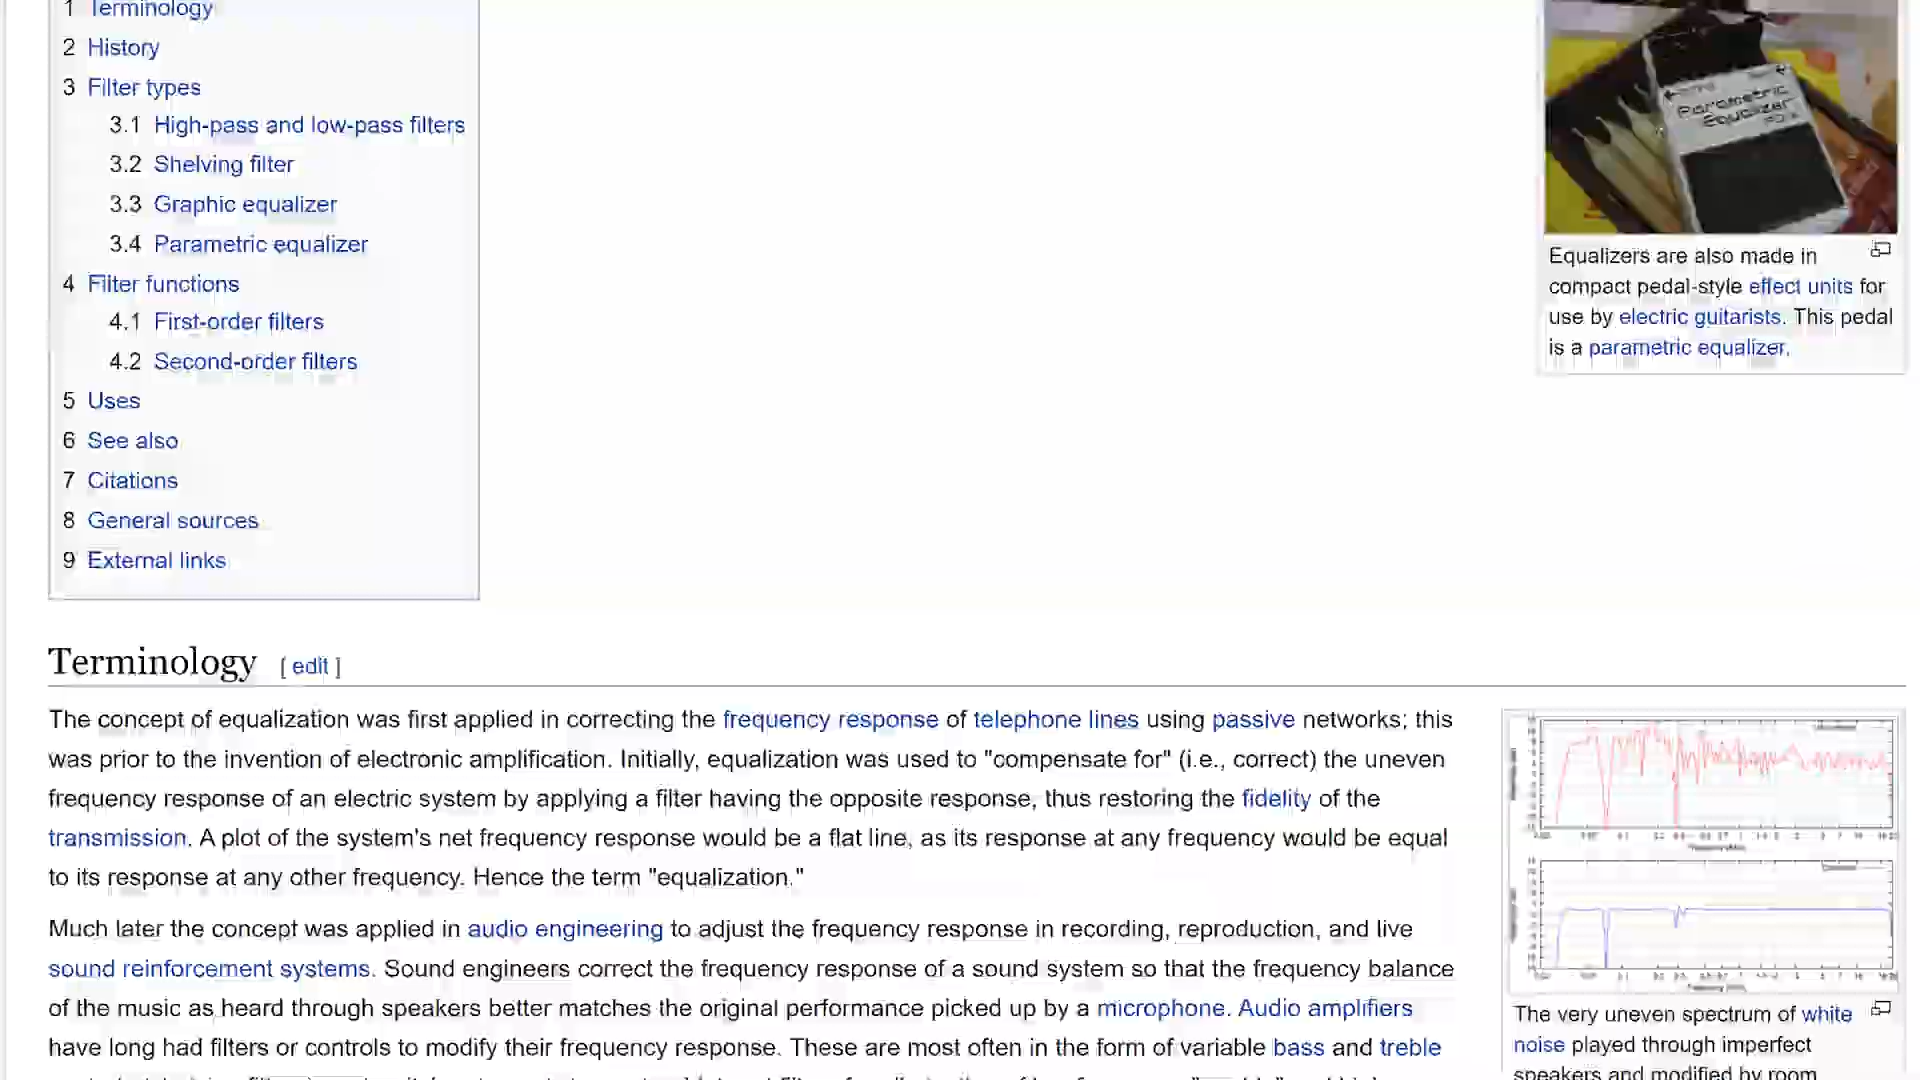 1 Terminology
2 History
3 Filter types
3.1 High-pass and low-pass filters
3.2 Shelving filter
3.3 Graphic equalizer
3.4 Parametric equalizer
4 Filter functions
4.1 First-order filters
4.2 Second-order filters
5 Uses
6 See also
7 Citations
8 General sources
9 External links
Parametric
Equalizer
Equalizers are also made in
compact pedal-style effect units for
use by electric guitarists. This pedal
is a parametric equalizer.
Terminology [ edit ]
The concept of equalization was first applied in correcting the frequency response of telephone lines using passive networks; this
was prior to the invention of electronic amplification. Initially, equalization was used to "compensate for" (i.e., correct) the uneven
frequency response of an electric system by applying a filter having the opposite response, thus restoring the fidelity of the
transmission. A plot of the system's net frequency response would be a flat line, as its response at any frequency would be equal
to its response at any other frequency. Hence the term "equalization."
Much later the concept was applied in audio engineering to adjust the frequency response in recording, reproduction, and live
sound reinforcement systems. Sound engineers correct the frequency response of a sound system so that the frequency balance
of the music as heard through speakers better matches the original performance picked up by a microphone. Audio amplifiers
have long had filters or controls to modify their frequency response. These are most often in the form of variable bass and treble
The very uneven spectrum of white
noise played through imperfect
speakers and modified by room